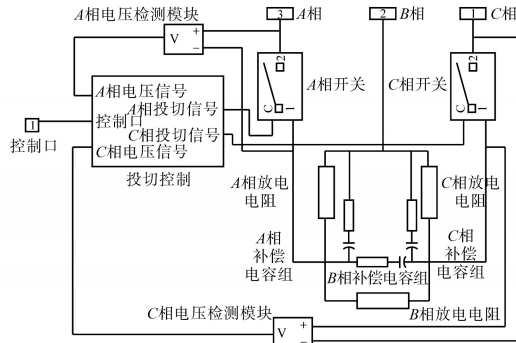 A相电压检测模块
3 A相
2 B相
1 C相
V + −
2
C 1
A相开关
C相开关
2
C 1
A相电压信号
A相投切信号
1
控制口
控制口
C相投切信号
C相电压信号
投切控制
A相放电
电阻
C相放电
电阻
A相
补偿
电容组
C相
补偿
电容组
B相补偿电容组
C相电压检测模块
B相放电电阻
V + −